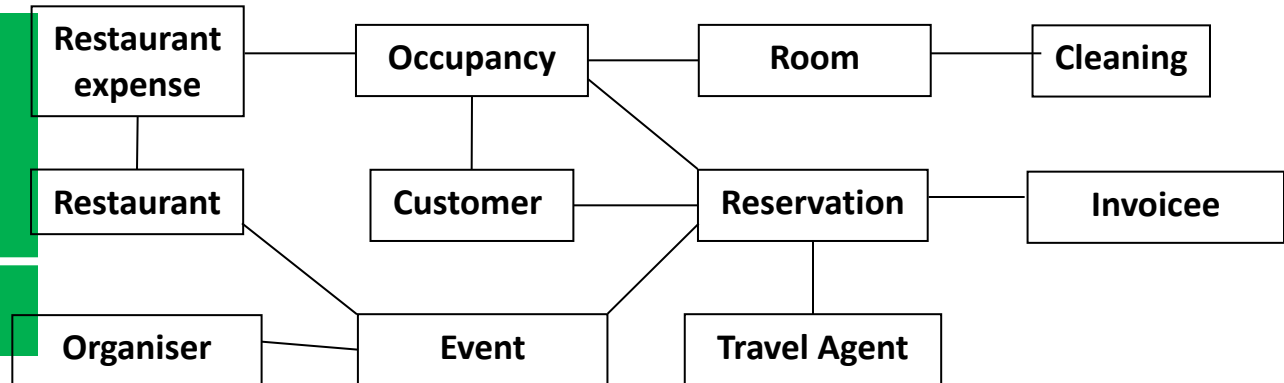 Restaurant
expense
Occupancy
Room
Cleaning
Restaurant
Customer
Reservation
Invoicee
Organiser
Event
Travel Agent